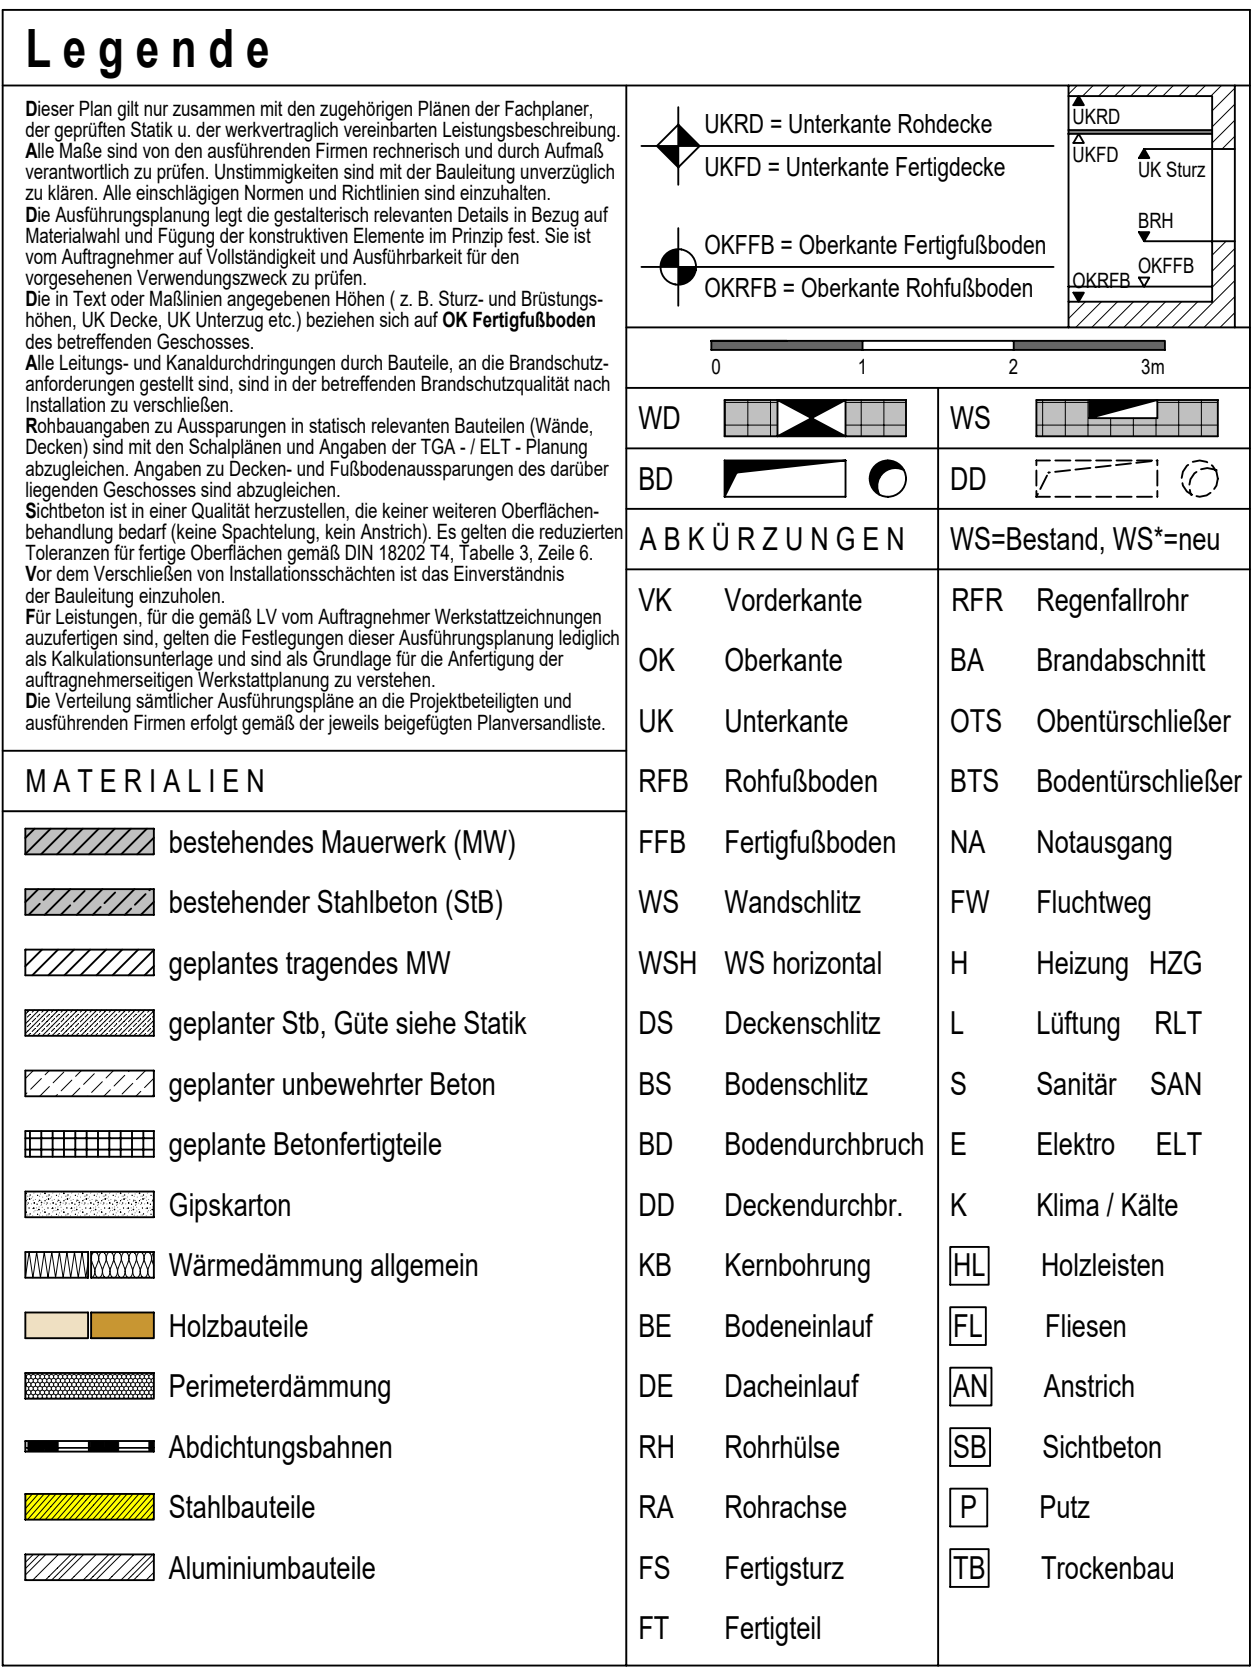 Legende
Dieser Plan gilt nur zusammen mit den zugehörigen Plänen der Fachplaner,
der geprüften Statik u. der werkvertraglich vereinbarten Leistungsbeschreibung.
Alle Maße sind von den ausführenden Firmen rechnerisch und durch Aufmaß
verantwortlich zu prüfen. Unstimmigkeiten sind mit der Bauleitung unverzüglich
zu klären. Alle einschlägigen Normen und Richtlinien sind einzuhalten.
Die Ausführungsplanung legt die gestalterisch relevanten Details in Bezug auf
Materialwahl und Fügung der konstruktiven Elemente im Prinzip fest. Sie ist
vom Auftragnehmer auf Vollständigkeit und Ausführbarkeit für den
vorgesehenen Verwendungszweck zu prüfen.
Die in Text oder Maßlinien angegebenen Höhen ( z. B. Sturz- und Brüstungs-
höhen, UK Decke, UK Unterzug etc.) beziehen sich auf OK Fertigfußboden
des betreffenden Geschosses.
Alle Leitungs- und Kanaldurchdringungen durch Bauteile, an die Brandschutz-
anforderungen gestellt sind, sind in der betreffenden Brandschutzqualität nach
Installation zu verschließen.
Rohbauangaben zu Aussparungen in statisch relevanten Bauteilen (Wände,
Decken) sind mit den Schalplänen und Angaben der TGA - / ELT - Planung
abzugleichen. Angaben zu Decken- und Fußbodenaussparungen des darüber
liegenden Geschosses sind abzugleichen.
Sichtbeton ist in einer Qualität herzustellen, die keiner weiteren Oberflächen-
behandlung bedarf (keine Spachtelung, kein Anstrich). Es gelten die reduzierten
Toleranzen für fertige Oberflächen gemäß DIN 18202 T4, Tabelle 3, Zeile 6.
Vor dem Verschließen von Installationsschächten ist das Einverständnis
der Bauleitung einzuholen.
Für Leistungen, für die gemäß LV vom Auftragnehmer Werkstattzeichnungen
auzufertigen sind, gelten die Festlegungen dieser Ausführungsplanung lediglich
als Kalkulationsunterlage und sind als Grundlage für die Anfertigung der
auftragnehmerseitigen Werkstattplanung zu verstehen.
Die Verteilung sämtlicher Ausführungspläne an die Projektbeteiligten und
ausführenden Firmen erfolgt gemäß der jeweils beigefügten Planversandliste.
MATERIALIEN
bestehendes Mauerwerk (MW)
bestehender Stahlbeton (StB)
geplantes tragendes MW
geplanter Stb, Güte siehe Statik
geplanter unbewehrter Beton
geplante Betonfertigteile
Gipskarton
Wärmedämmung allgemein
Holzbauteile
Perimeterdämmung
Abdichtungsbahnen
Stahlbauteile
Aluminiumbauteile
UKRD = Unterkante Rohdecke
UKFD = Unterkante Fertigdecke
OKFFB = Oberkante Fertigfußboden
OKRFB = Oberkante Rohfußboden
UKRD
UKFD
UK Sturz
BRH
OKFFB
OKRFB
0 1 2 3m
WD WS
BD DD
ABKÜRZUNGEN
WS=Bestand, WS*=neu
VK Vorderkante
OK Oberkante
UK Unterkante
RFB Rohfußboden
FFB Fertigfußboden
WS Wandschlitz
WSH WS horizontal
DS Deckenschlitz
BS Bodenschlitz
BD Bodendurchbruch
DD Deckendurchbr.
KB Kernbohrung
BE Bodeneinlauf
DE Dacheinlauf
RH Rohrhülse
RA Rohrachse
FS Fertigsturz
FT Fertigteil
RFR Regenfallrohr
BA Brandabschnitt
OTS Obentürschließer
BTS Bodentürschließer
NA Notausgang
FW Fluchtweg
H Heizung HZG
L Lüftung RLT
S Sanitär SAN
E Elektro ELT
K Klima / Kälte
HL Holzleisten
FL Fliesen
AN Anstrich
SB Sichtbeton
P Putz
TB Trockenbau